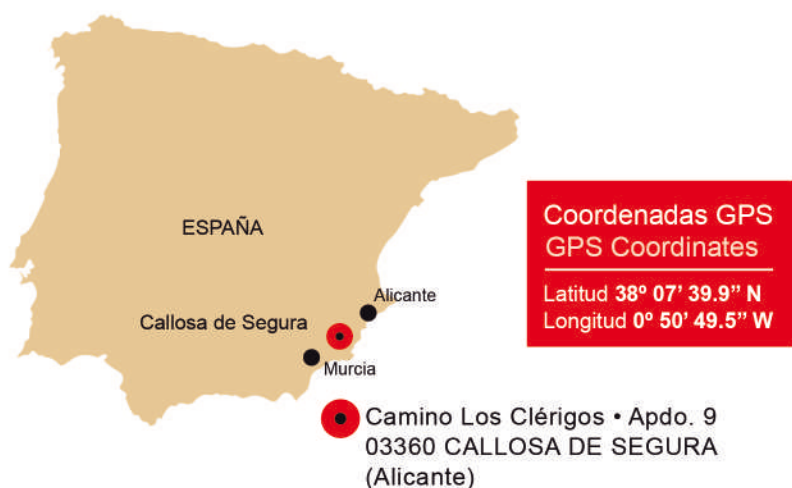 ESPAÑA
Alicante
Callosa de Segura
Murcia
Coordenadas GPS
GPS Coordinates
Latitud 38º 07’ 39.9” N
Longitud 0º 50’ 49.5” W
Camino Los Clérigos • Apdo. 9
03360 CALLOSA DE SEGURA
(Alicante)